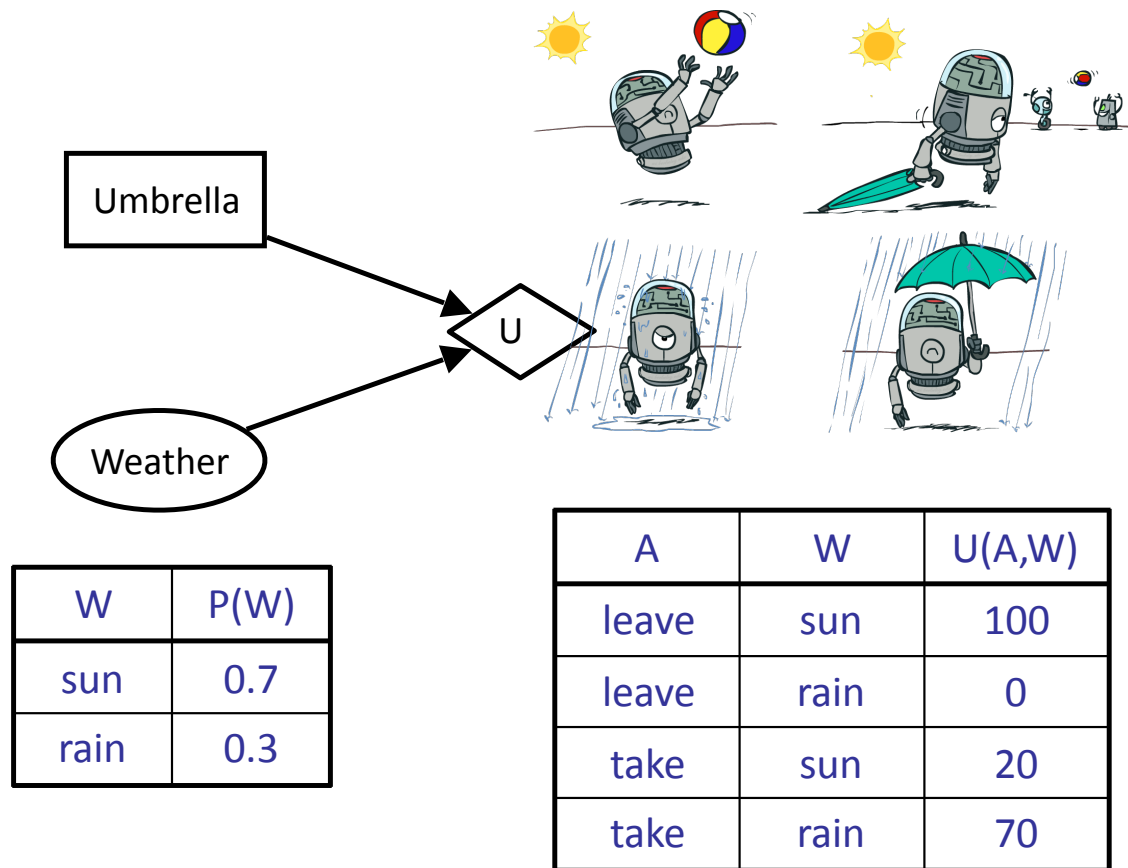 Umbrella
U
Weather
W P(W)
sun 0.7
rain 0.3
A W U(A,W)
leave sun 100
leave rain 0
take sun 20
take rain 70